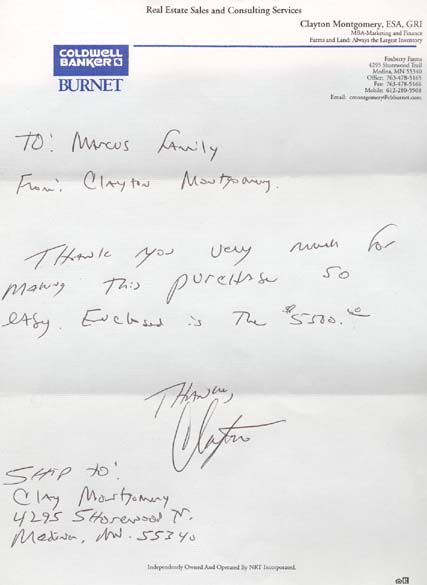 Real Estate Sales and Consulting Services
Clayton Montgomery, ESA, GRI
MBA-Marketing and Finance
Farms and Land: Always the Largest Inventory
COLDWELL
BANKER
BURNET
Foxberry Farms
4295 Shorewood Trail
Medina, MN 55340
Office: 763-478-5165
Fax: 763-478-5166
Mobile: 612-280-5968
Email: cmontgomery@cbburnet.com
TO: Marcus Family
From: Clayton Montgomery.
Thank you very much for
making this purchase so
easy. Enclosed is The $5500.
Thanks,
Clayton
SHIP TO:
Clay Montgomery
4295 Shorewood Tr.
Medina, MN. 55340
Independently Owned And Operated By NRT Incorporated.